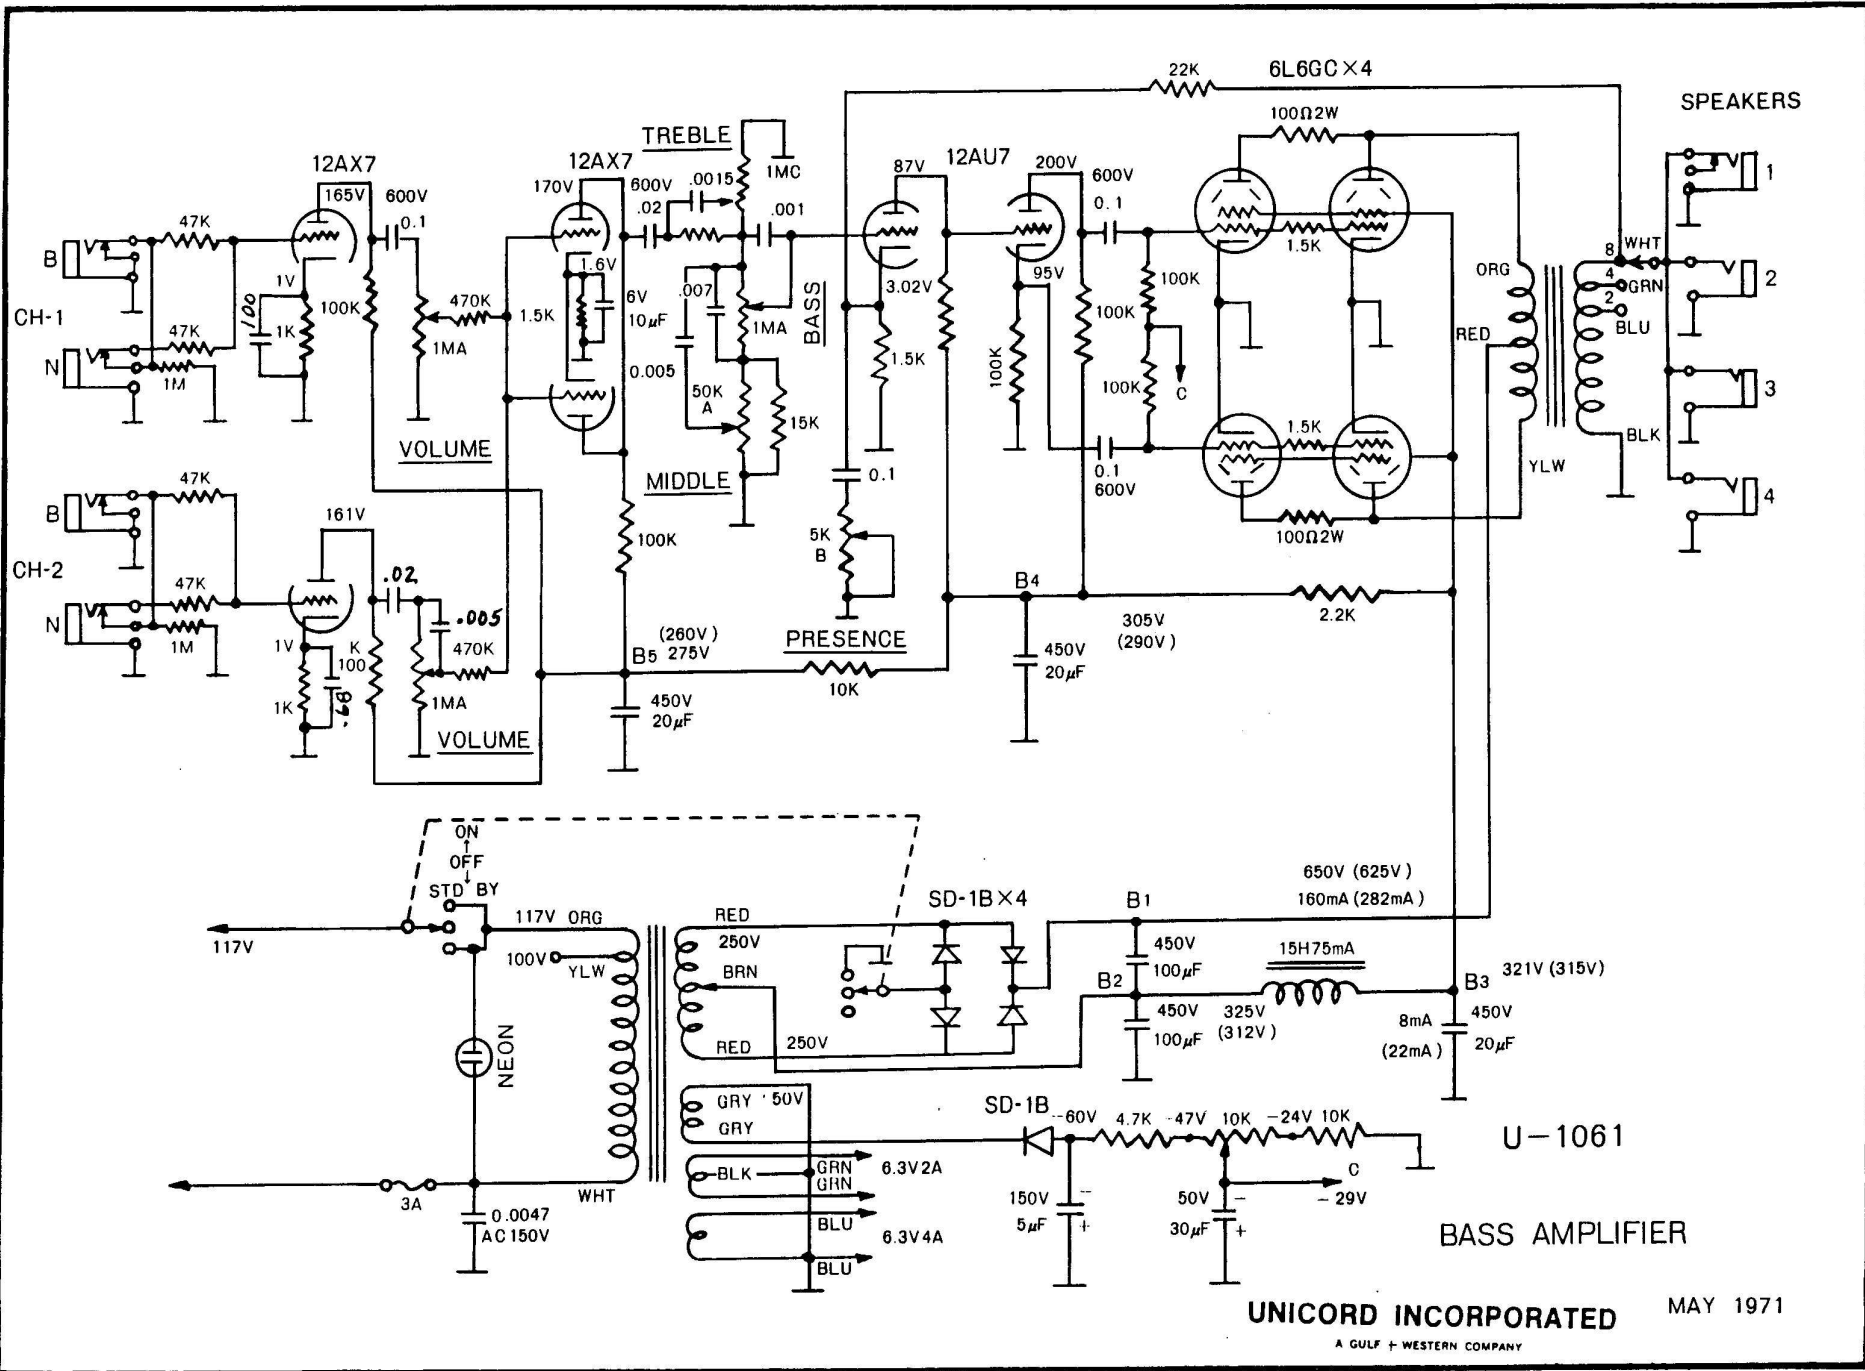 22K
6L6GC×4
SPEAKERS
100Ω2W
TREBLE
1MC
12AX7
165V
600V
0.1
12AX7
170V
600V
.02
.0015
.001
87V
12AU7
200V
600V
0.1
1
47K
B
1V
100
1K
100K
470K
1MA
1.5K
1.6V
6V
10μF
.007
1MA
BASS
3.02V
95V
100K
1.5K
ORG
8
WHT
4
GRN
2
BLU
2
CH-1
47K
N
1M
VOLUME
0.005
50K
A
15K
1.5K
100K
100K
100K
C
RED
1.5K
BLK
YLW
3
MIDDLE
0.1
0.1
600V
100Ω2W
4
47K
B
161V
100K
5K
B
CH-2
47K
N
1M
.02
.005
1V
K
100
470K
1K
.68
1MA
VOLUME
B5
(260V)
275V
PRESENCE
10K
B4
305V
(290V)
2.2K
450V
20μF
450V
20μF
ON
OFF
STD BY
117V
117V ORG
100V
YLW
RED
250V
BRN
RED
250V
SD-1B×4
B1
650V (625V)
160mA (282mA)
450V
100μF
15H75mA
B2
450V
100μF
325V
(312V)
B3
321V (315V)
8mA
(22mA)
450V
20μF
NEON
GRY
50V
GRY
SD-1B
-60V
4.7K
-47V
10K
-24V
10K
U-1061
BLK
GRN
GRN
6.3V2A
C
-29V
WHT
3A
0.0047
AC150V
BLU
BLU
6.3V4A
150V
5μF
−
+
50V
30μF
−
+
BASS AMPLIFIER
UNICORD INCORPORATED
MAY 1971
A GULF + WESTERN COMPANY